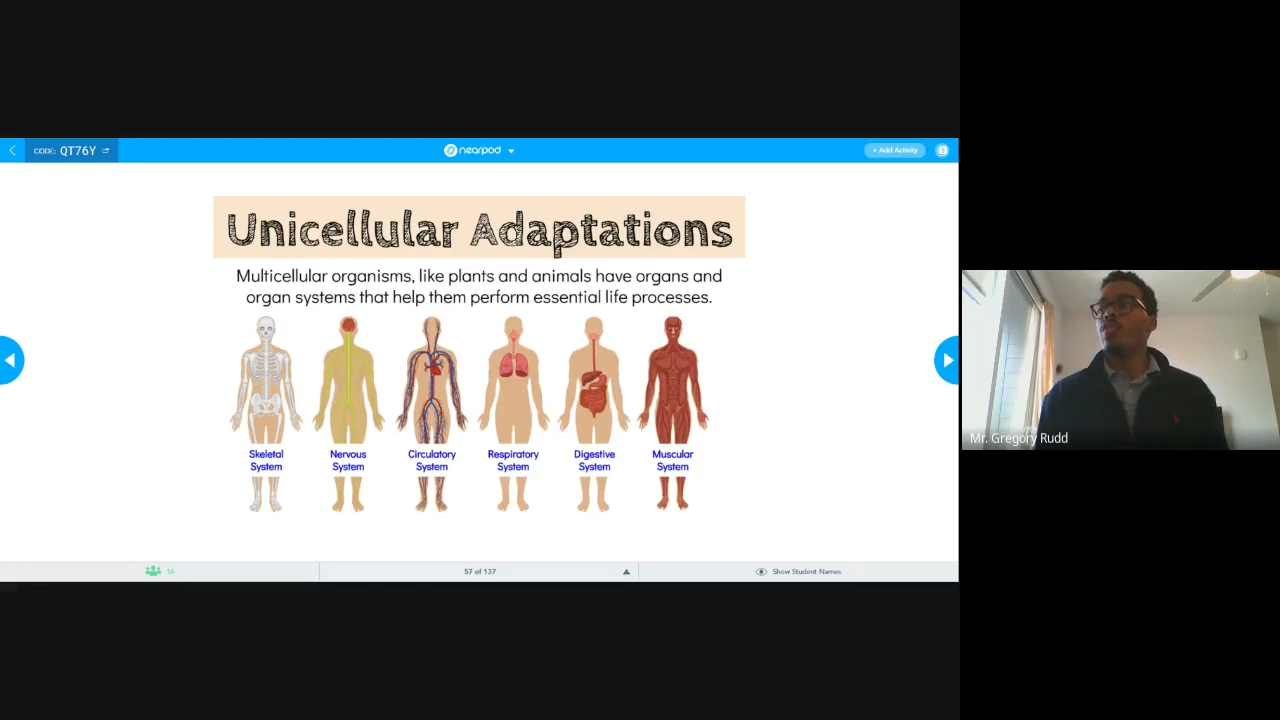 CODE: QT76Y
nearpod
+ Add Activity
Unicellular Adaptations
Multicellular organisms, like plants and animals have organs and
organ systems that help them perform essential life processes.
Skeletal
System
Nervous
System
Circulatory
System
Respiratory
System
Digestive
System
Muscular
System
Mr. Gregory Rudd
16
57 of 137
Show Student Names